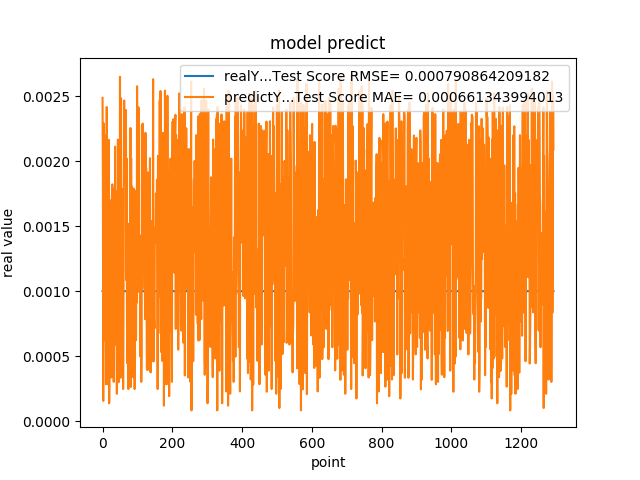 model predict
realY...Test Score RMSE= 0.000790864209182
predictY...Test Score MAE= 0.000661343994013
0.0025
0.0020
0.0015
0.0010
0.0005
0.0000
real value
0 200 400 600 800 1000 1200
point